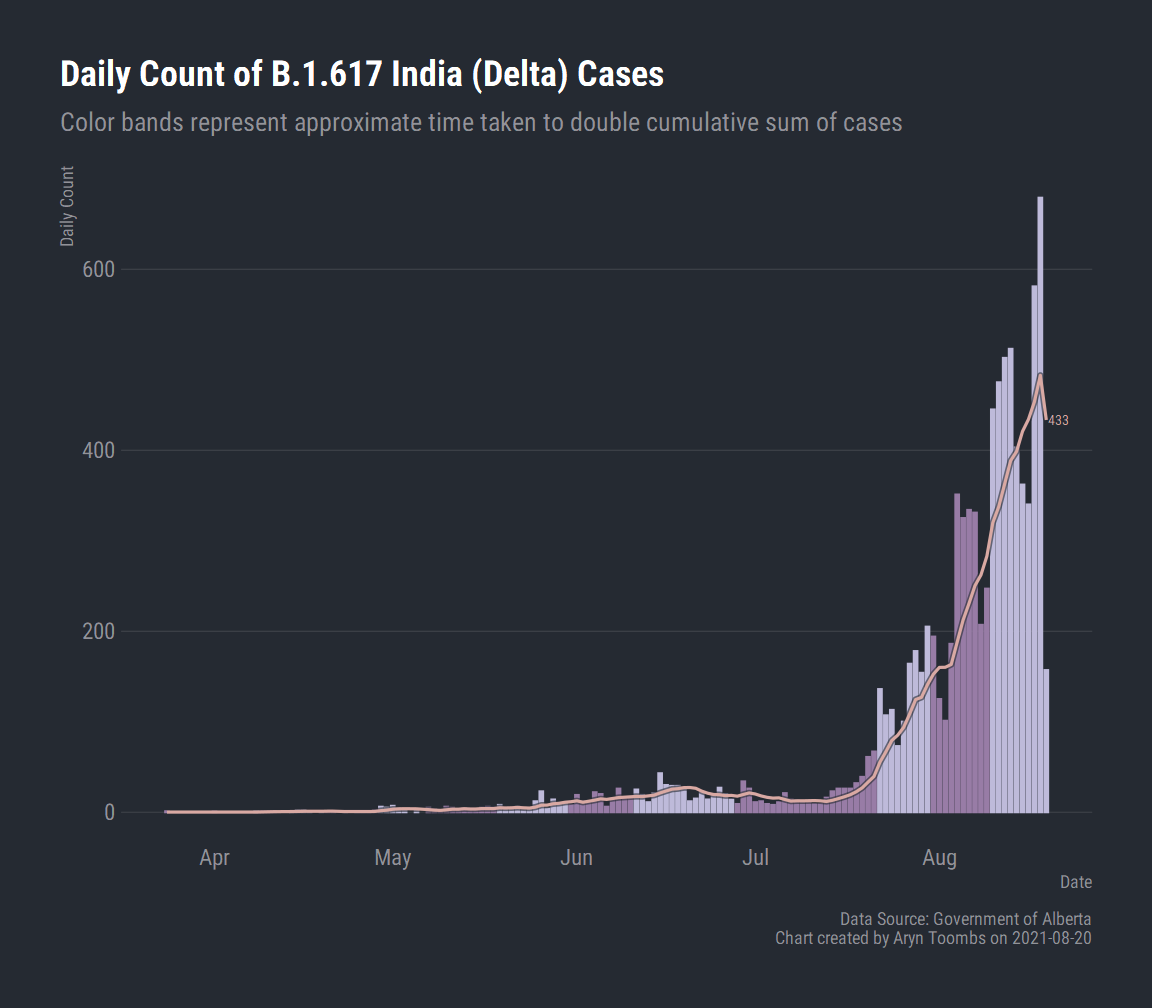 Daily Count of B.1.617 India (Delta) Cases
Color bands represent approximate time taken to double cumulative sum of cases
Daily Count
600
400
200
0
433
Apr May Jun Jul Aug
Date
Data Source: Government of Alberta
Chart created by Aryn Toombs on 2021-08-20